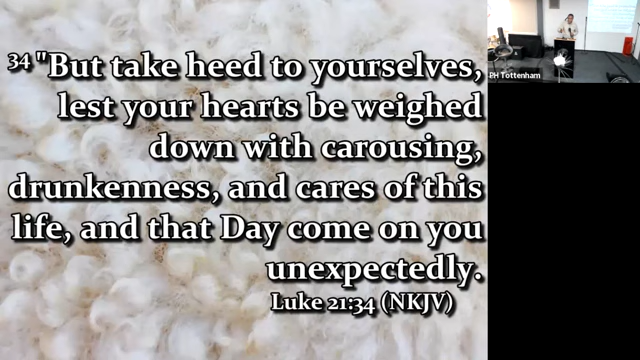 34 "But take heed to yourselves,
lest your hearts be weighed
down with carousing,
drunkenness, and cares of this
life, and that Day come on you
unexpectedly.
Luke 21:34 (NKJV)
PH Tottenham